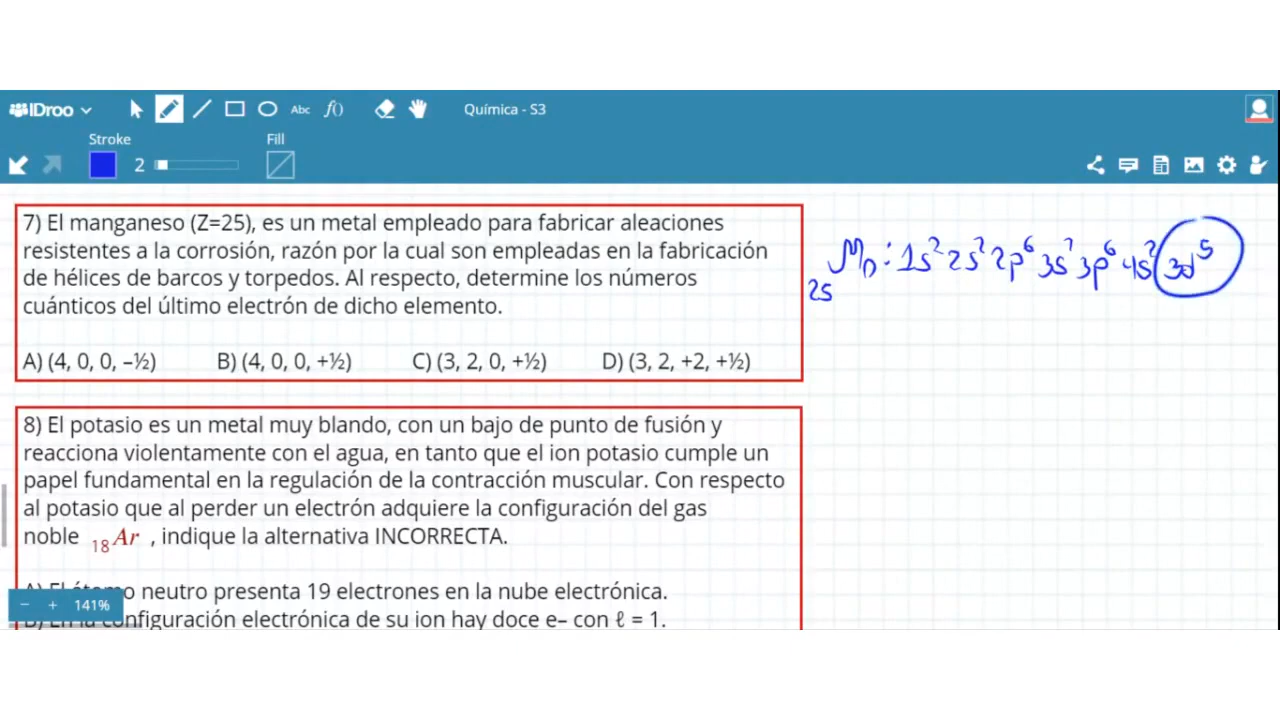 IDroo
Abc
f()
Química - S3
Stroke
Fill
2
7) El manganeso (Z=25), es un metal empleado para fabricar aleaciones
resistentes a la corrosión, razón por la cual son empleadas en la fabricación
de hélices de barcos y torpedos. Al respecto, determine los números
cuánticos del último electrón de dicho elemento.
A) (4, 0, 0, –½) B) (4, 0, 0, +½) C) (3, 2, 0, +½) D) (3, 2, +2, +½)
₂₅Mn: 1s² 2s² 2p⁶ 3s² 3p⁶ 4s² 3d⁵
8) El potasio es un metal muy blando, con un bajo de punto de fusión y
reacciona violentamente con el agua, en tanto que el ion potasio cumple un
papel fundamental en la regulación de la contracción muscular. Con respecto
al potasio que al perder un electrón adquiere la configuración del gas
noble ₁₈Ar , indique la alternativa INCORRECTA.
neutro presenta 19 electrones en la nube electrónica.
configuración electrónica de su ion hay doce e– con ℓ = 1.
− + 141%